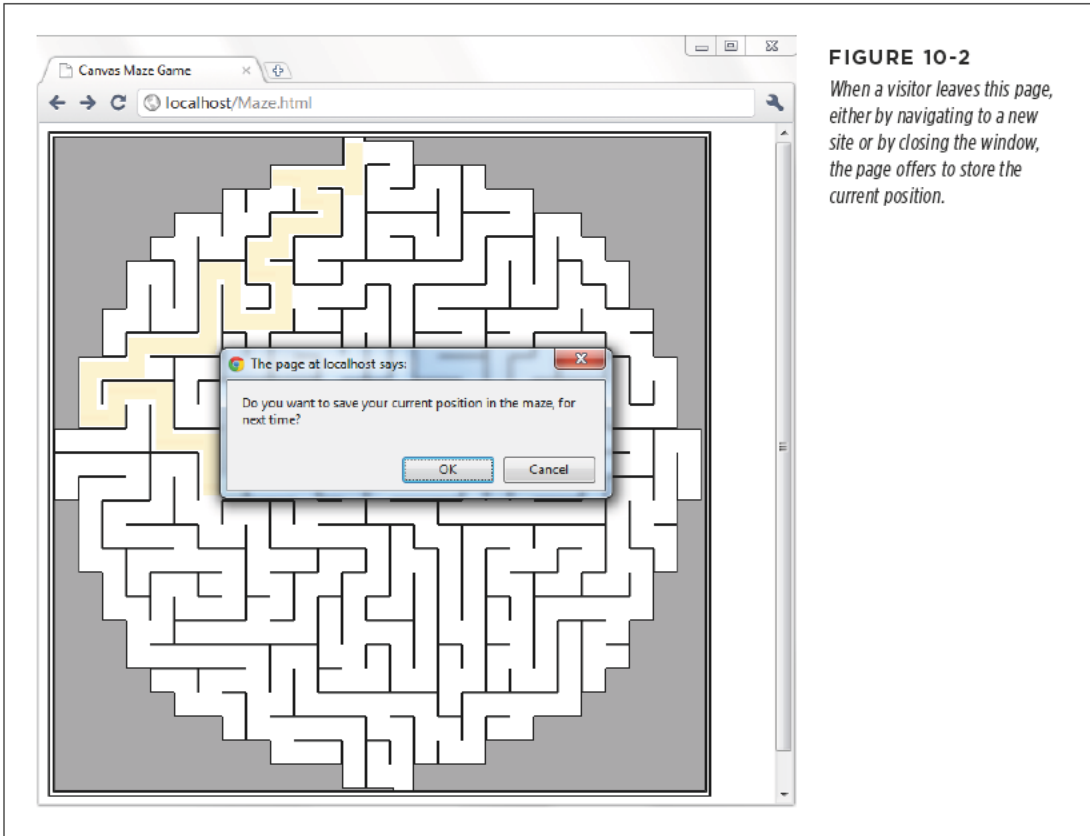 Canvas Maze Game
localhost/Maze.html
The page at localhost says:
Do you want to save your current position in the maze, for
next time?
OK
Cancel
FIGURE 10-2
When a visitor leaves this page,
either by navigating to a new
site or by closing the window,
the page offers to store the
current position.